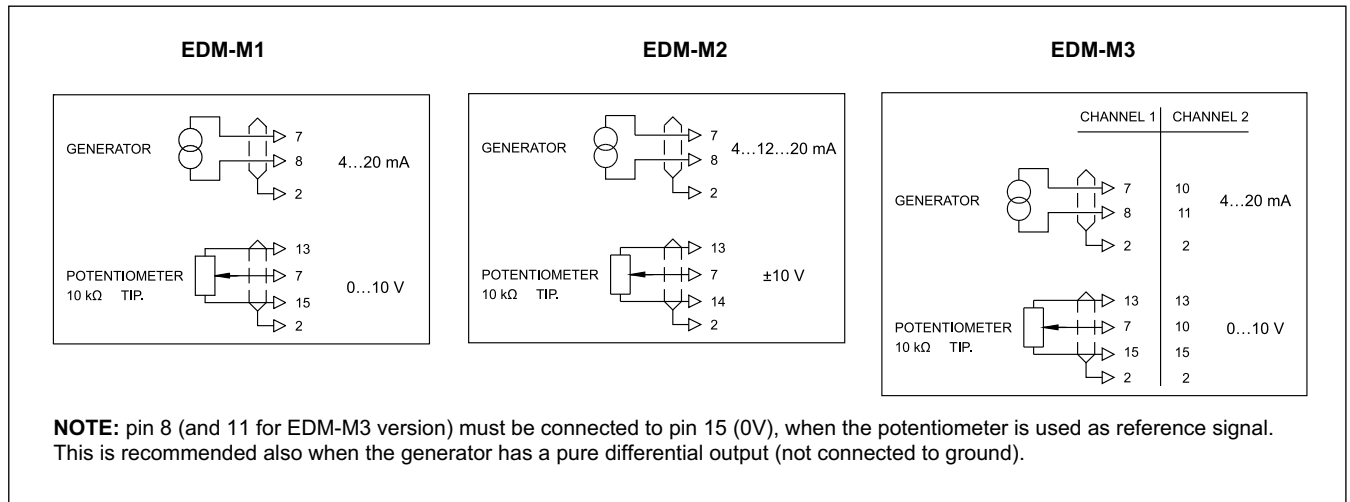 EDM-M1
GENERATOR
7
8
2
4...20 mA
POTENTIOMETER
10 kΩ TIP.
13
7
15
2
0...10 V
EDM-M2
GENERATOR
7
8
2
4...12...20 mA
POTENTIOMETER
10 kΩ TIP.
13
7
14
2
±10 V
EDM-M3
CHANNEL 1 CHANNEL 2
GENERATOR
7 10
8 11
2 2
4...20 mA
POTENTIOMETER
10 kΩ TIP.
13 13
7 10
15 15
2 2
0...10 V
NOTE: pin 8 (and 11 for EDM-M3 version) must be connected to pin 15 (0V), when the potentiometer is used as reference signal.
This is recommended also when the generator has a pure differential output (not connected to ground).